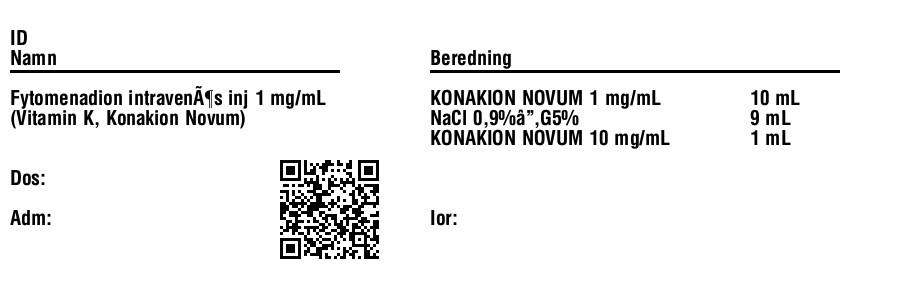 ID
Namn
Beredning
Fytomenadion intravenÃ¶s inj 1 mg/mL
(Vitamin K, Konakion Novum)
KONAKION NOVUM 1 mg/mL 10 mL
NaCl 0,9%â”‚G5% 9 mL
KONAKION NOVUM 10 mg/mL 1 mL
Dos:
Adm:
Ior: